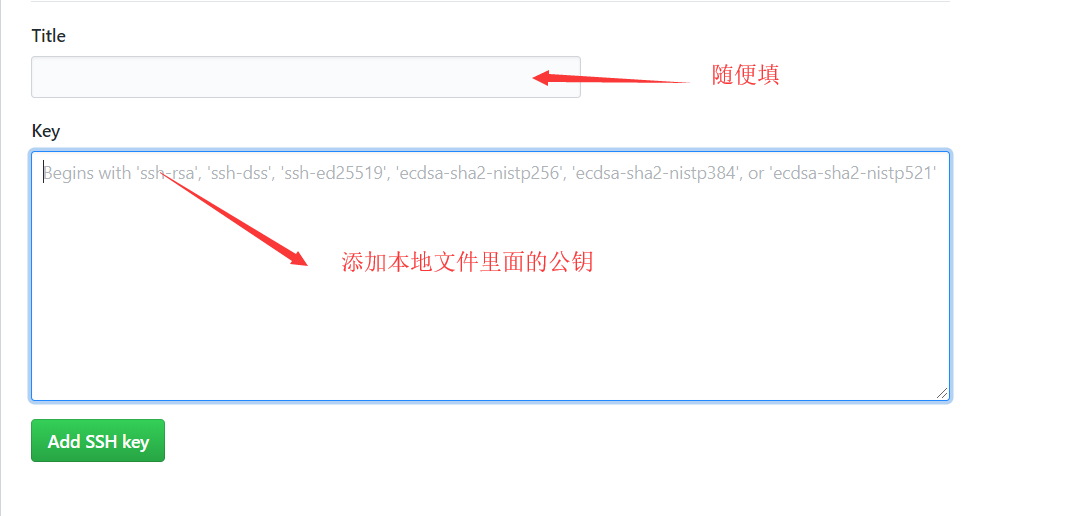 Title
随便填
Key
Begins with 'ssh-rsa', 'ssh-dss', 'ssh-ed25519', 'ecdsa-sha2-nistp256', 'ecdsa-sha2-nistp384', or 'ecdsa-sha2-nistp521'
添加本地文件里面的公钥
Add SSH key